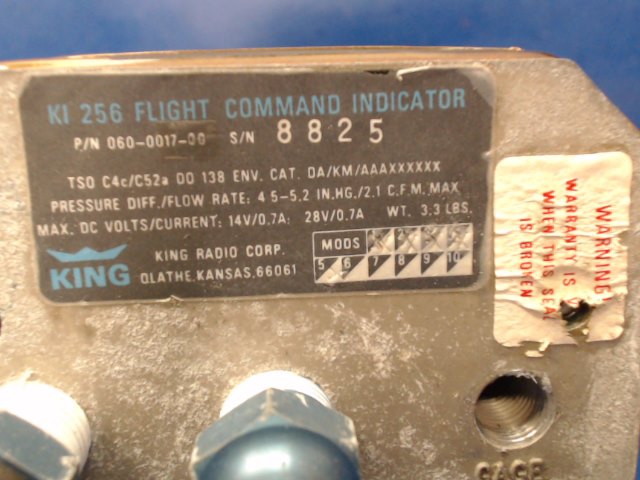 KI 256 FLIGHT COMMAND INDICATOR
P/N 060-0017-00 S/N 8825
TSO C4c/C52a DO 138 ENV. CAT. DA/KM/AAAXXXXXX
PRESSURE DIFF./FLOW RATE: 4.5-5.2 IN.HG./2.1 C.F.M. MAX
MAX. DC VOLTS/CURRENT: 14V/0.7A: 28V/0.7A WT. 3.3 LBS.
KING
KING RADIO CORP.
OLATHE, KANSAS, 66061
MODS
5 6 7 8 9 10
WARNING!
WARRANTY IS
WHEN THIS SEAL
IS BROKEN